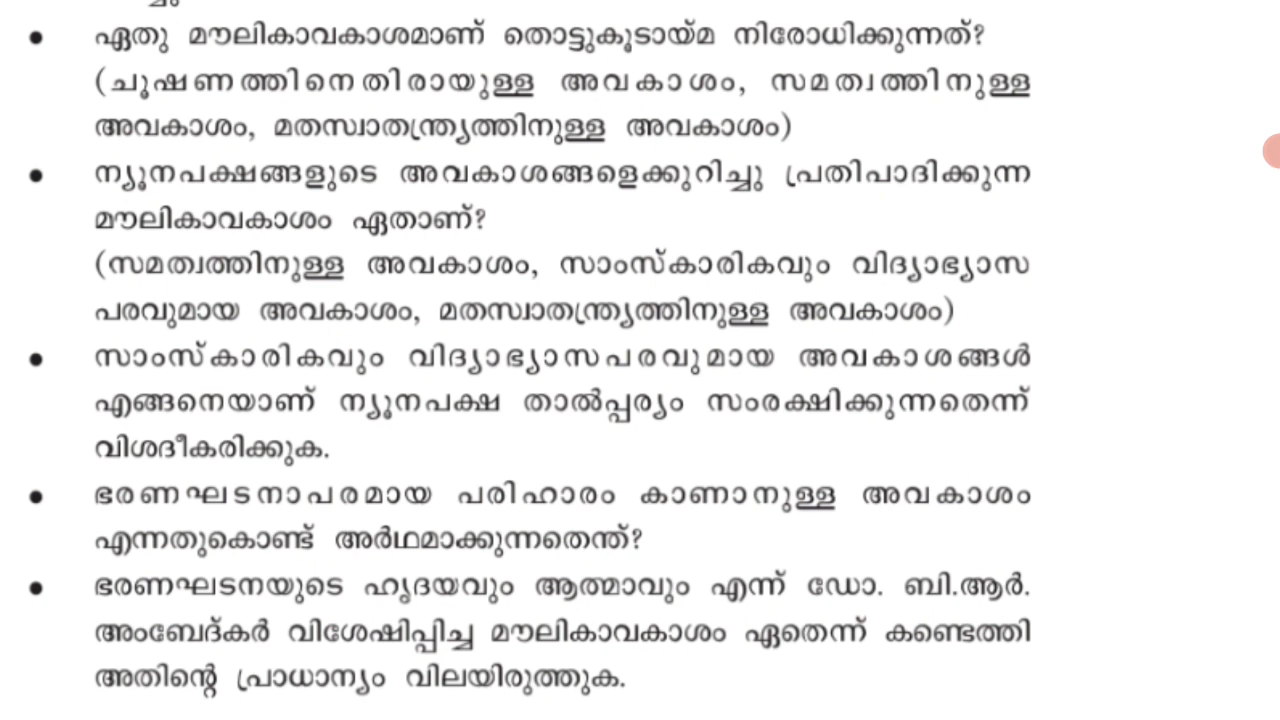 • ഏതു മൗലികാവകാശമാണ് തൊട്ടുകൂടായ്മ നിരോധിക്കുന്നത്?
(ചൂഷണത്തിനെതിരായുള്ള അവകാശം, സമത്വത്തിനുള്ള
അവകാശം, മതസ്വാതന്ത്ര്യത്തിനുള്ള അവകാശം)
• ന്യൂനപക്ഷങ്ങളുടെ അവകാശങ്ങളെക്കുറിച്ചു പ്രതിപാദിക്കുന്ന
മൗലികാവകാശം ഏതാണ്?
(സമത്വത്തിനുള്ള അവകാശം, സാംസ്കാരികവും വിദ്യാഭ്യാസ
പരവുമായ അവകാശം, മതസ്വാതന്ത്ര്യത്തിനുള്ള അവകാശം)
• സാംസ്കാരികവും വിദ്യാഭ്യാസപരവുമായ അവകാശങ്ങൾ
എങ്ങനെയാണ് ന്യൂനപക്ഷ താൽപ്പര്യം സംരക്ഷിക്കുന്നതെന്ന്
വിശദീകരിക്കുക.
• ഭരണഘടനാപരമായ പരിഹാരം കാണാനുള്ള അവകാശം
എന്നതുകൊണ്ട് അർഥമാക്കുന്നതെന്ത്?
• ഭരണഘടനയുടെ ഹൃദയവും ആത്മാവും എന്ന് ഡോ. ബി.ആർ.
അംബേദ്കർ വിശേഷിപ്പിച്ച മൗലികാവകാശം ഏതെന്ന് കണ്ടെത്തി
അതിന്റെ പ്രാധാന്യം വിലയിരുത്തുക.